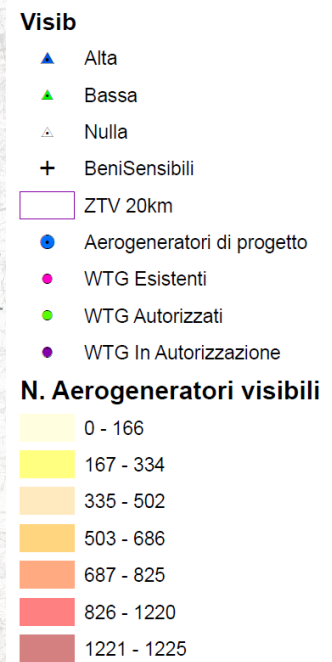 Visib
Alta
Bassa
Nulla
BeniSensibili
ZTV 20km
Aerogeneratori di progetto
WTG Esistenti
WTG Autorizzati
WTG In Autorizzazione
N. Aerogeneratori visibili
0 - 166
167 - 334
335 - 502
503 - 686
687 - 825
826 - 1220
1221 - 1225